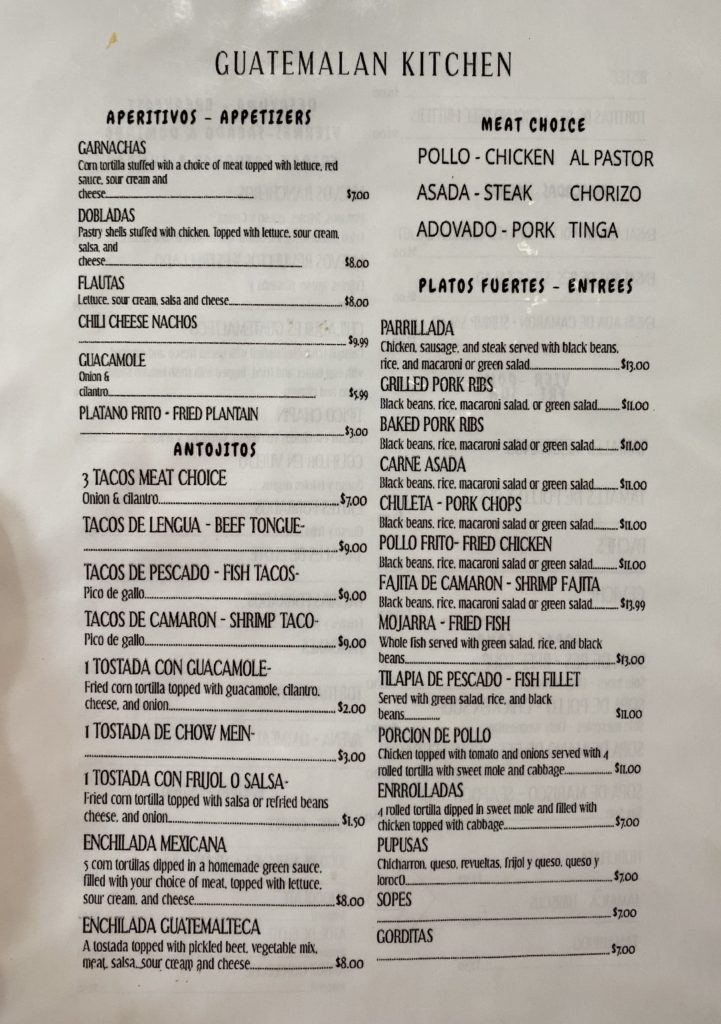 GUATEMALAN KITCHEN
APERITIVOS - APPETIZERS
GARNACHAS
Corn tortilla stuffed with a choice of meat topped with lettuce, red
sauce, sour cream and
cheese........$7.00
DOBLADAS
Pastry shells stuffed with chicken. Topped with lettuce, sour cream,
salsa, and
cheese........$8.00
FLAUTAS
Lettuce, sour cream, salsa and cheese........$8.00
CHILI CHEESE NACHOS
........$9.99
GUACAMOLE
Onion &
cilantro........$5.99
PLATANO FRITO - FRIED PLANTAIN
........$3.00
ANTOJITOS
3 TACOS MEAT CHOICE
Onion & cilantro........$7.00
TACOS DE LENGUA - BEEF TONGUE-
........$9.00
TACOS DE PESCADO - FISH TACOS-
Pico de gallo........$9.00
TACOS DE CAMARON - SHRIMP TACO-
Pico de gallo........$9.00
1 TOSTADA CON GUACAMOLE-
Fried corn tortilla topped with guacamole, cilantro,
cheese, and onion........$2.00
1 TOSTADA DE CHOW MEIN-
........$3.00
1 TOSTADA CON FRIJOL O SALSA-
Fried corn tortilla topped with salsa or refried beans
cheese, and onion........$1.50
ENCHILADA MEXICANA
5 corn tortillas dipped in a homemade green sauce,
filled with your choice of meat, topped with lettuce,
sour cream, and cheese........$8.00
ENCHILADA GUATEMALTECA
A tostada topped with pickled beet, vegetable mix,
meat, salsa, sour cream and cheese........$8.00
MEAT CHOICE
POLLO - CHICKEN AL PASTOR
ASADA - STEAK CHORIZO
ADOVADO - PORK TINGA
PLATOS FUERTES - ENTREES
PARRILLADA
Chicken, sausage, and steak served with black beans,
rice, and macaroni or green salad........$13.00
GRILLED PORK RIBS
Black beans, rice, macaroni salad, or green salad........$11.00
BAKED PORK RIBS
Black beans, rice, macaroni salad or green salad........$11.00
CARNE ASADA
Black beans, rice, macaroni salad or green salad........$11.00
CHULETA - PORK CHOPS
Black beans, rice, macaroni salad or green salad........$11.00
POLLO FRITO- FRIED CHICKEN
Black beans, rice, macaroni salad or green salad........$11.00
FAJITA DE CAMARON - SHRIMP FAJITA
Black beans, rice, macaroni salad or green salad........$13.99
MOJARRA - FRIED FISH
Whole fish served with green salad, rice, and black
beans........$13.00
TILAPIA DE PESCADO - FISH FILLET
Served with green salad, rice, and black
beans........$11.00
PORCION DE POLLO
Chicken topped with tomato and onions served with 4
rolled tortilla with sweet mole and cabbage........$11.00
ENRROLLADAS
4 rolled tortilla dipped in sweet mole and filled with
chicken topped with cabbage........$7.00
PUPUSAS
Chicharron, queso, revueltas, frijol y queso, queso y
lorocO........$7.00
SOPES
........$7.00
GORDITAS
........$7.00